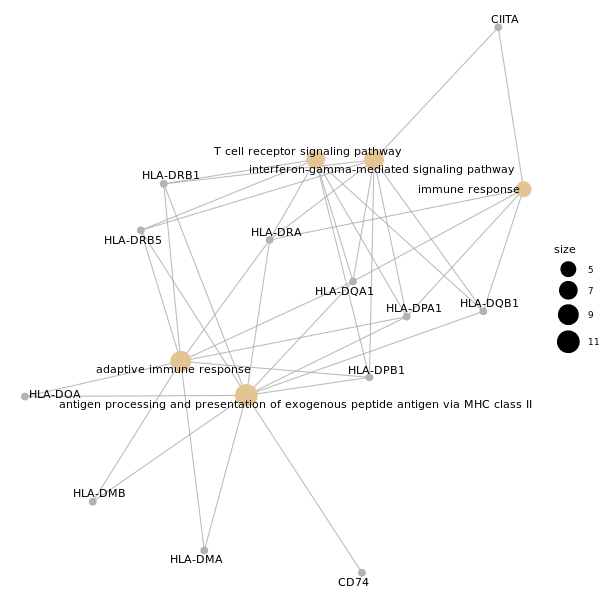 CIITA
T cell receptor signaling pathway
interferon-gamma-mediated signaling pathway
HLA-DRB1
immune response
HLA-DRA
HLA-DRB5
size
5
7
9
11
HLA-DQA1
HLA-DQB1
HLA-DPA1
adaptive immune response
HLA-DPB1
HLA-DOA
antigen processing and presentation of exogenous peptide antigen via MHC class II
HLA-DMB
HLA-DMA
CD74